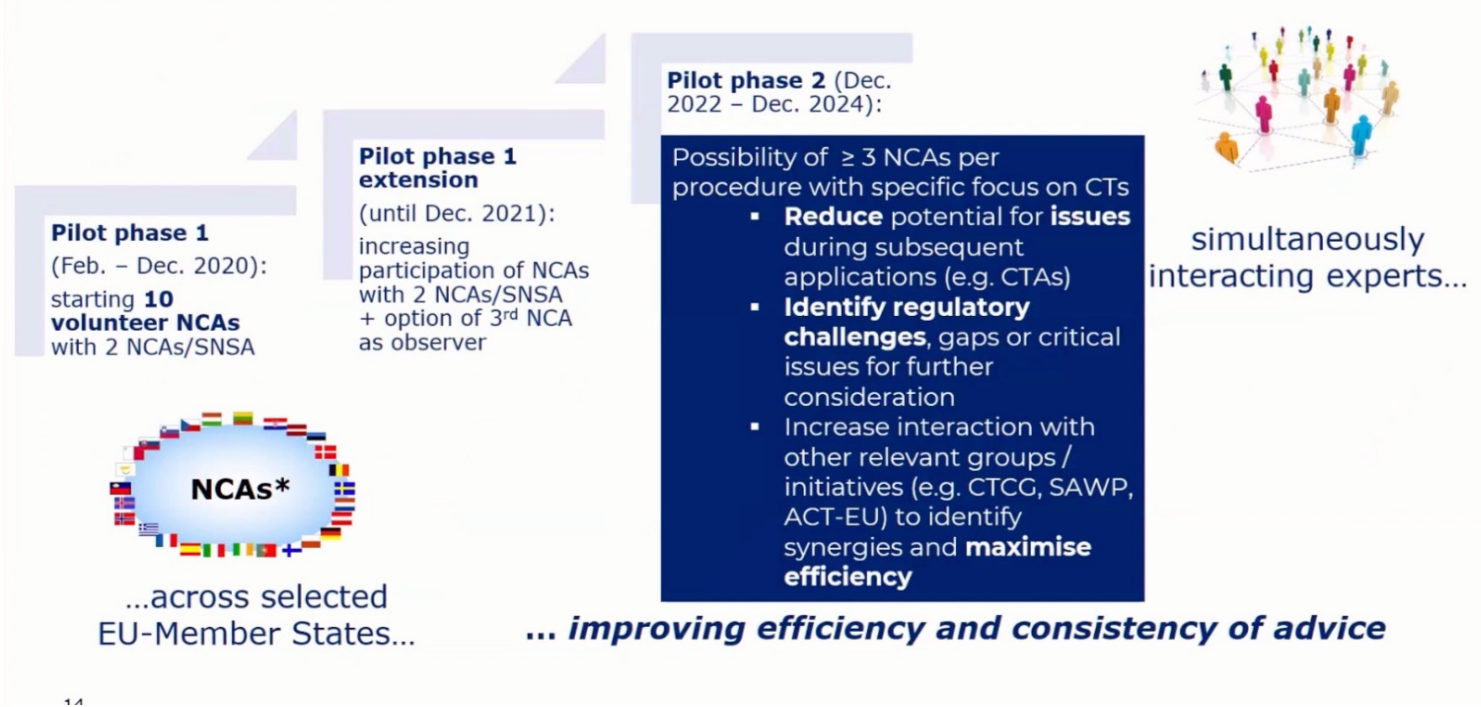 Pilot phase 1
(Feb. – Dec. 2020):
starting 10
volunteer NCAs
with 2 NCAs/SNSA
Pilot phase 1
extension
(until Dec. 2021):
increasing
participation of NCAs
with 2 NCAs/SNSA
+ option of 3rd NCA
as observer
Pilot phase 2 (Dec.
2022 – Dec. 2024):
Possibility of ≥ 3 NCAs per
procedure with specific focus on CTs
▪ Reduce potential for issues
during subsequent
applications (e.g. CTAs)
▪ Identify regulatory
challenges, gaps or critical
issues for further
consideration
▪ Increase interaction with
other relevant groups /
initiatives (e.g. CTCG, SAWP,
ACT-EU) to identify
synergies and maximise
efficiency
simultaneously
interacting experts...
NCAs*
...across selected
EU-Member States...
... improving efficiency and consistency of advice
14